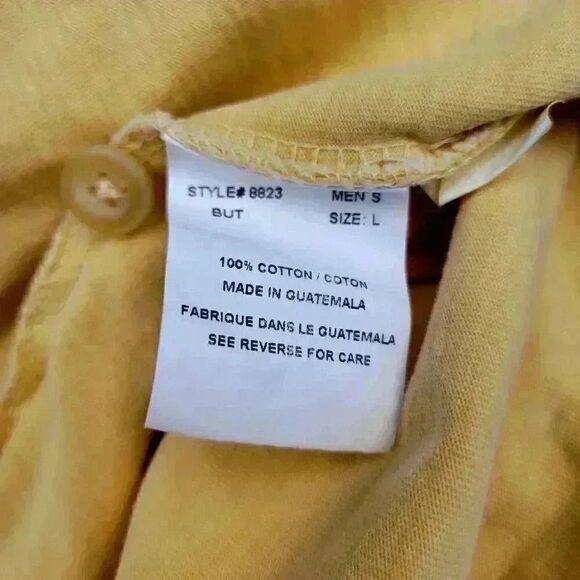 STYLE# 8823 MEN S
BUT SIZE: L
100% COTTON / COTON
MADE IN GUATEMALA
FABRIQUE DANS LE GUATEMALA
SEE REVERSE FOR CARE